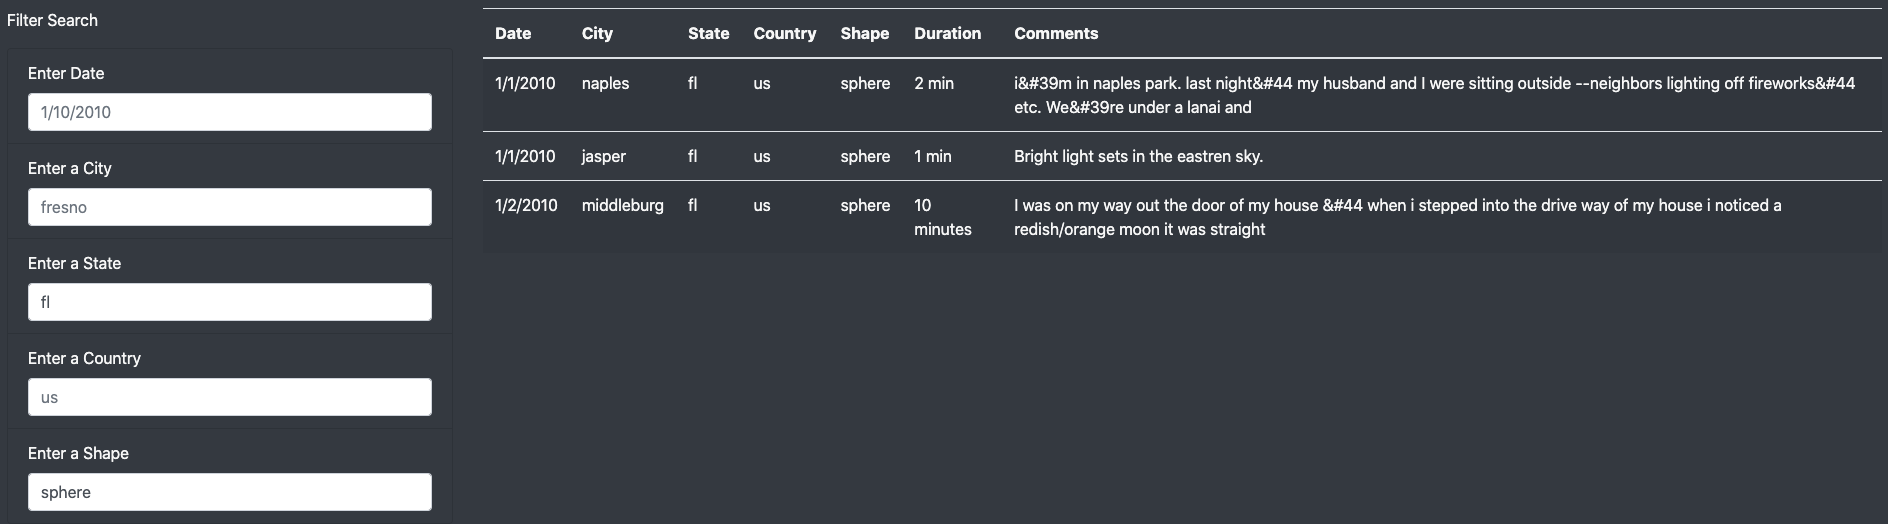 Filter Search
Enter Date
1/10/2010
Enter a City
fresno
Enter a State
fl
Enter a Country
us
Enter a Shape
sphere
Date City State Country Shape Duration Comments
1/1/2010 naples fl us sphere 2 min i&#39m in naples park. last night&#44 my husband and I were sitting outside --neighbors lighting off fireworks&#44
etc. We&#39re under a lanai and
1/1/2010 jasper fl us sphere 1 min Bright light sets in the eastren sky.
1/2/2010 middleburg fl us sphere 10 I was on my way out the door of my house &#44 when i stepped into the drive way of my house i noticed a
minutes redish/orange moon it was straight